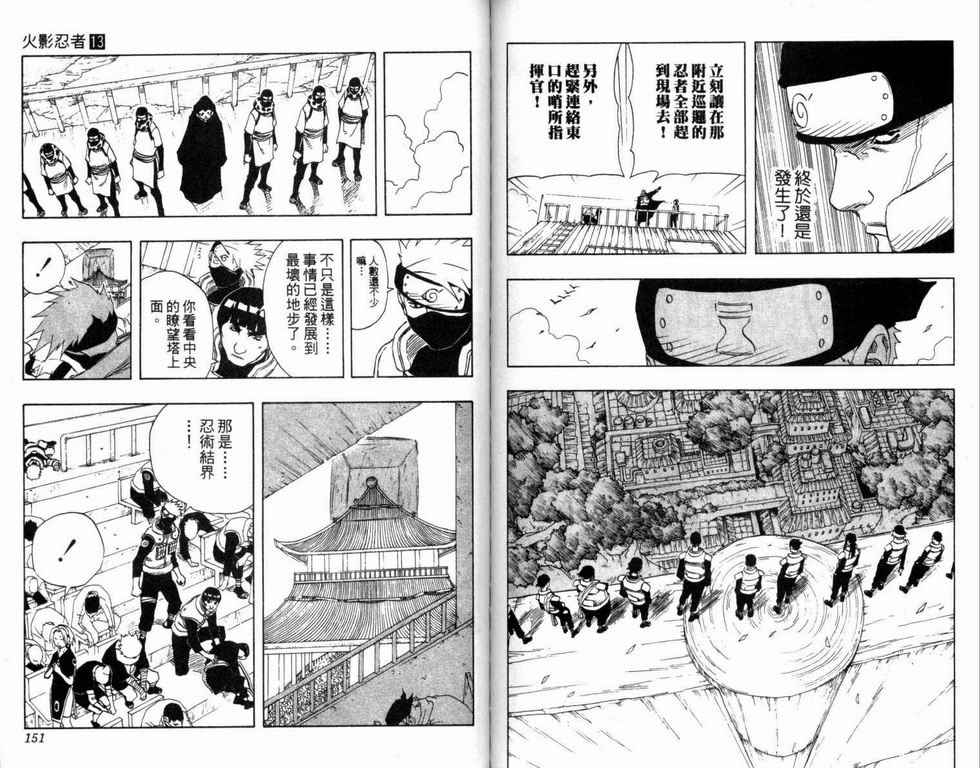 火影忍者13
終於還是
發生了！
立刻讓在那
附近巡邏的
忍者全部趕
到現場去！
另外，
趕緊連絡東
口的哨所指
揮官！
人數還不少
嘛…
不只是這樣……
事情已經發展到
最壞的地步了。
你看看中央
的瞭望塔上
面。
！
那是……
忍術結界
…！
！
151